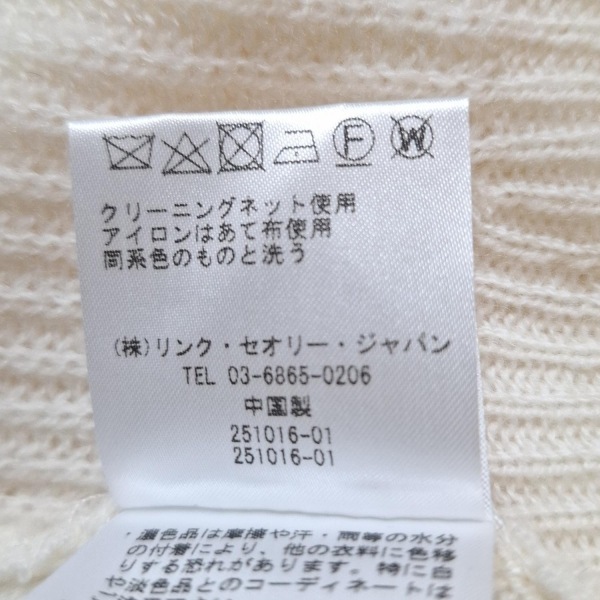 F W
クリーニングネット使用
アイロンはあて布使用
同系色のものと洗う
(株)リンク・セオリー・ジャパン
TEL 03-6865-0206
中国製
251016-01
251016-01
・濃色品は摩擦や汗・雨等の水分
の付着により、他の衣料に色移
りする恐れがあります。特に白
や淡色品とのコーディネートは